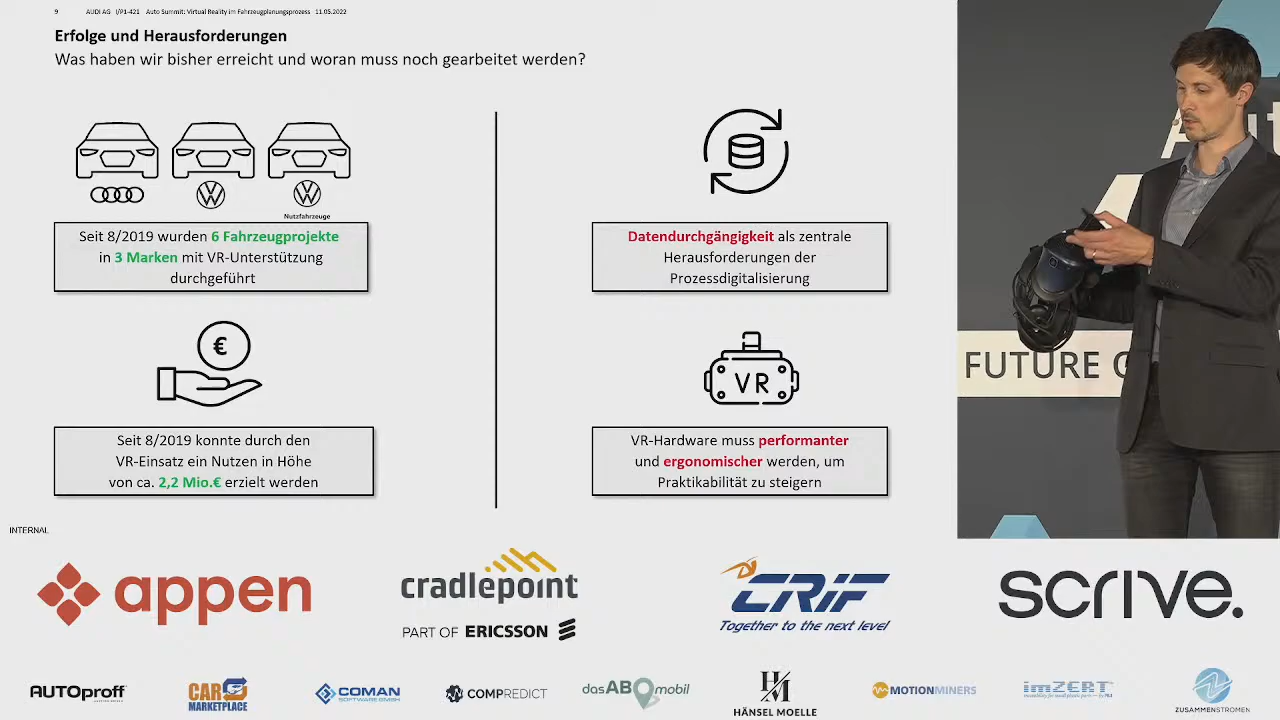 9 AUDI AG I/P1-421 Auto Summit: Virtual Reality im Fahrzeugplanungsprozess 11.05.2022
Erfolge und Herausforderungen
Was haben wir bisher erreicht und woran muss noch gearbeitet werden?
Nutzfahrzeuge
Seit 8/2019 wurden 6 Fahrzeugprojekte
in 3 Marken mit VR-Unterstützung
durchgeführt
€
Seit 8/2019 konnte durch den
VR-Einsatz ein Nutzen in Höhe
von ca. 2,2 Mio.€ erzielt werden
Datendurchgängigkeit als zentrale
Herausforderungen der
Prozessdigitalisierung
VR
VR-Hardware muss performanter
und ergonomischer werden, um
Praktikabilität zu steigern
INTERNAL
FUTURE
appen
cradlepoint
PART OF ERICSSON
CRIF
Together to the next level
scrive.
AUTOproff
CAR
MARKETPLACE
COMAN
SOFTWARE GMBH
COMPREDICT
dasABOmobil
HM
HÄNSEL MOELLE
MOTIONMINERS
imZERT
ZUSAMMENSTROMEN